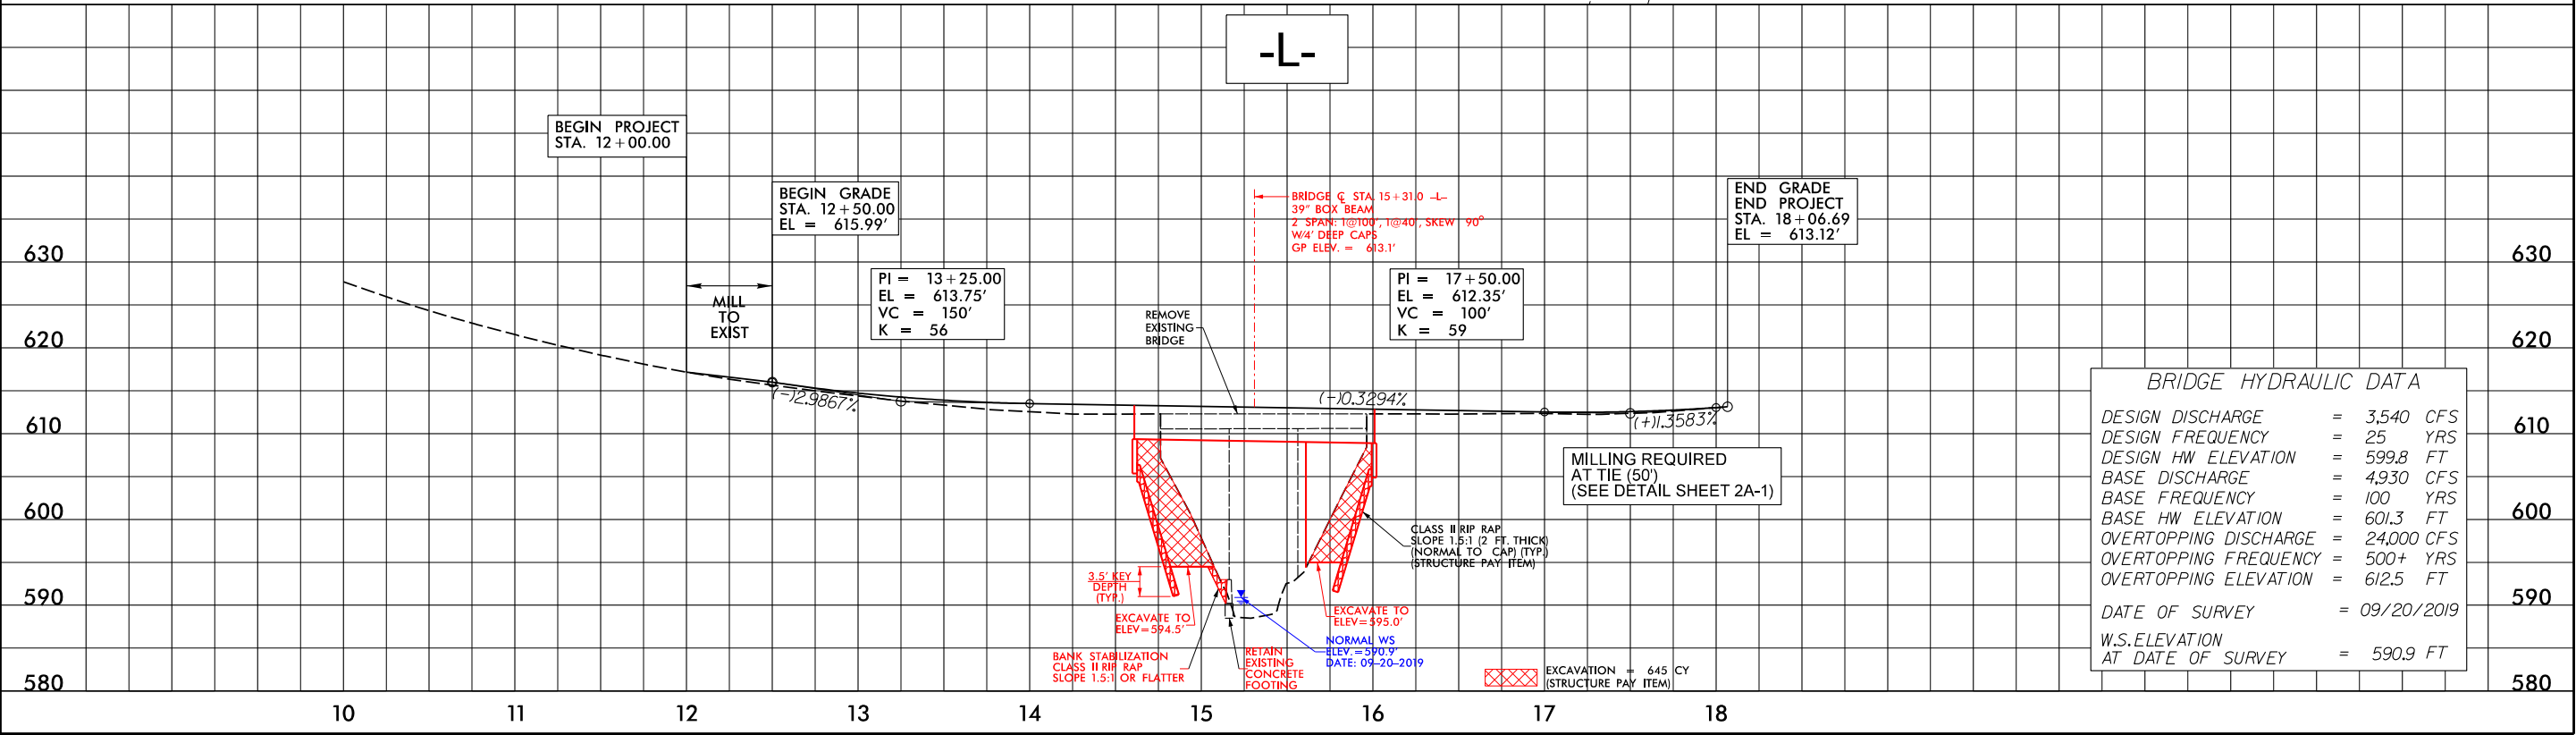 -L-
BEGIN PROJECT
STA. 12+00.00
BEGIN GRADE
STA. 12+50.00
EL = 615.99'
BRIDGE ℄ STA. 15+31.0 -L-
39" BOX BEAM
2 SPAN: 1@100', 1@40', SKEW 90°
W/4' DEEP CAPS
GP ELEV. = 613.1'
END GRADE
END PROJECT
STA. 18+06.69
EL = 613.12'
630
630
PI = 13+25.00
EL = 613.75'
VC = 150'
K = 56
PI = 17+50.00
EL = 612.35'
VC = 100'
K = 59
MILL
TO
EXIST
REMOVE
EXISTING
BRIDGE
620
620
(-)2.9867%
(-)0.3294%
(+)1.3583%
610
610
MILLING REQUIRED
AT TIE (50')
(SEE DETAIL SHEET 2A-1)
BRIDGE HYDRAULIC DATA
DESIGN DISCHARGE = 3,540 CFS
DESIGN FREQUENCY = 25 YRS
DESIGN HW ELEVATION = 599.8 FT
BASE DISCHARGE = 4,930 CFS
BASE FREQUENCY = 100 YRS
BASE HW ELEVATION = 601.3 FT
OVERTOPPING DISCHARGE = 24,000 CFS
OVERTOPPING FREQUENCY = 500+ YRS
OVERTOPPING ELEVATION = 612.5 FT
DATE OF SURVEY = 09/20/2019
W.S.ELEVATION
AT DATE OF SURVEY = 590.9 FT
600
600
CLASS II RIP RAP
SLOPE 1.5:1 (2 FT. THICK)
(NORMAL TO CAP) (TYP.)
(STRUCTURE PAY ITEM)
3.5' KEY
DEPTH
(TYP.)
590
590
EXCAVATE TO
ELEV=594.5'
EXCAVATE TO
ELEV=595.0'
NORMAL WS
ELEV.=590.9'
DATE: 09-20-2019
BANK STABILIZATION
CLASS II RIP RAP
SLOPE 1.5:1 OR FLATTER
RETAIN
EXISTING
CONCRETE
FOOTING
EXCAVATION = 645 CY
(STRUCTURE PAY ITEM)
580
580
10 11 12 13 14 15 16 17 18